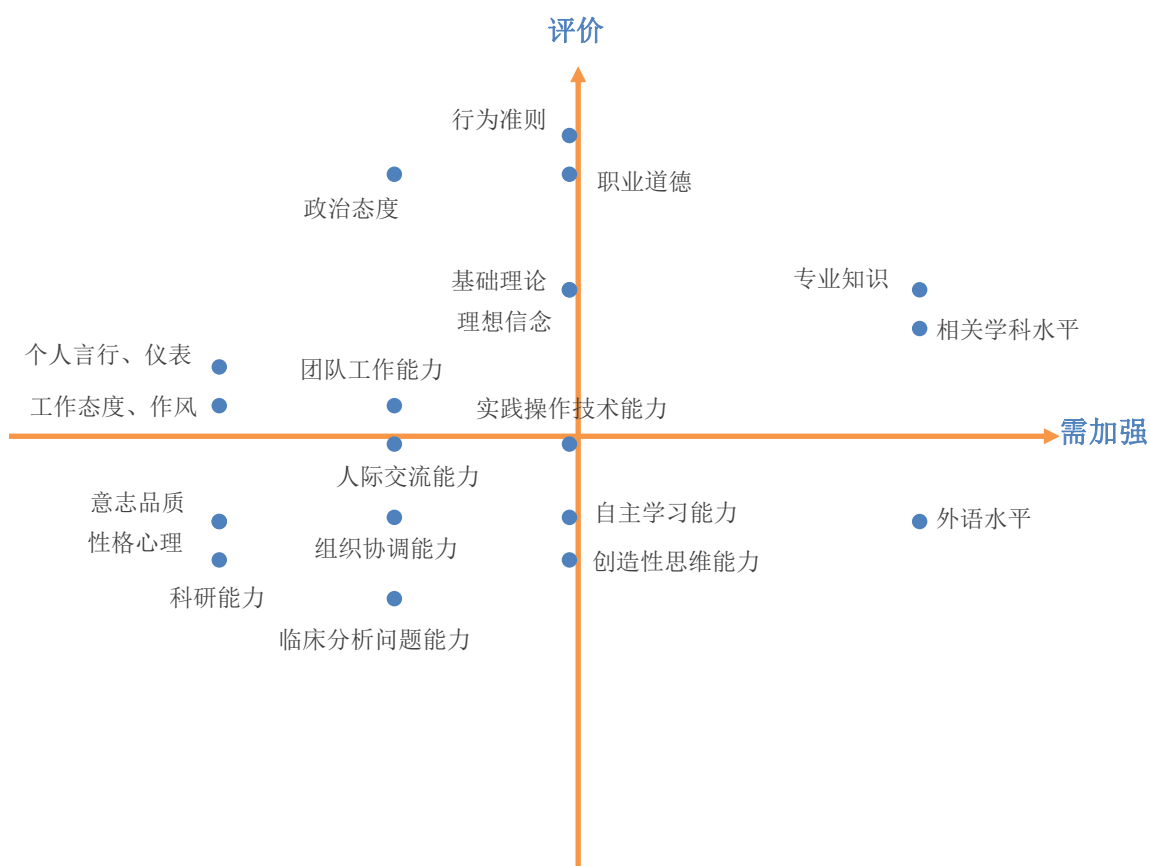 评价
行为准则
职业道德
政治态度
基础理论
专业知识
理想信念
相关学科水平
个人言行、仪表
团队工作能力
工作态度、作风
实践操作技术能力
需加强
人际交流能力
意志品质
自主学习能力
外语水平
性格心理
组织协调能力
创造性思维能力
科研能力
临床分析问题能力